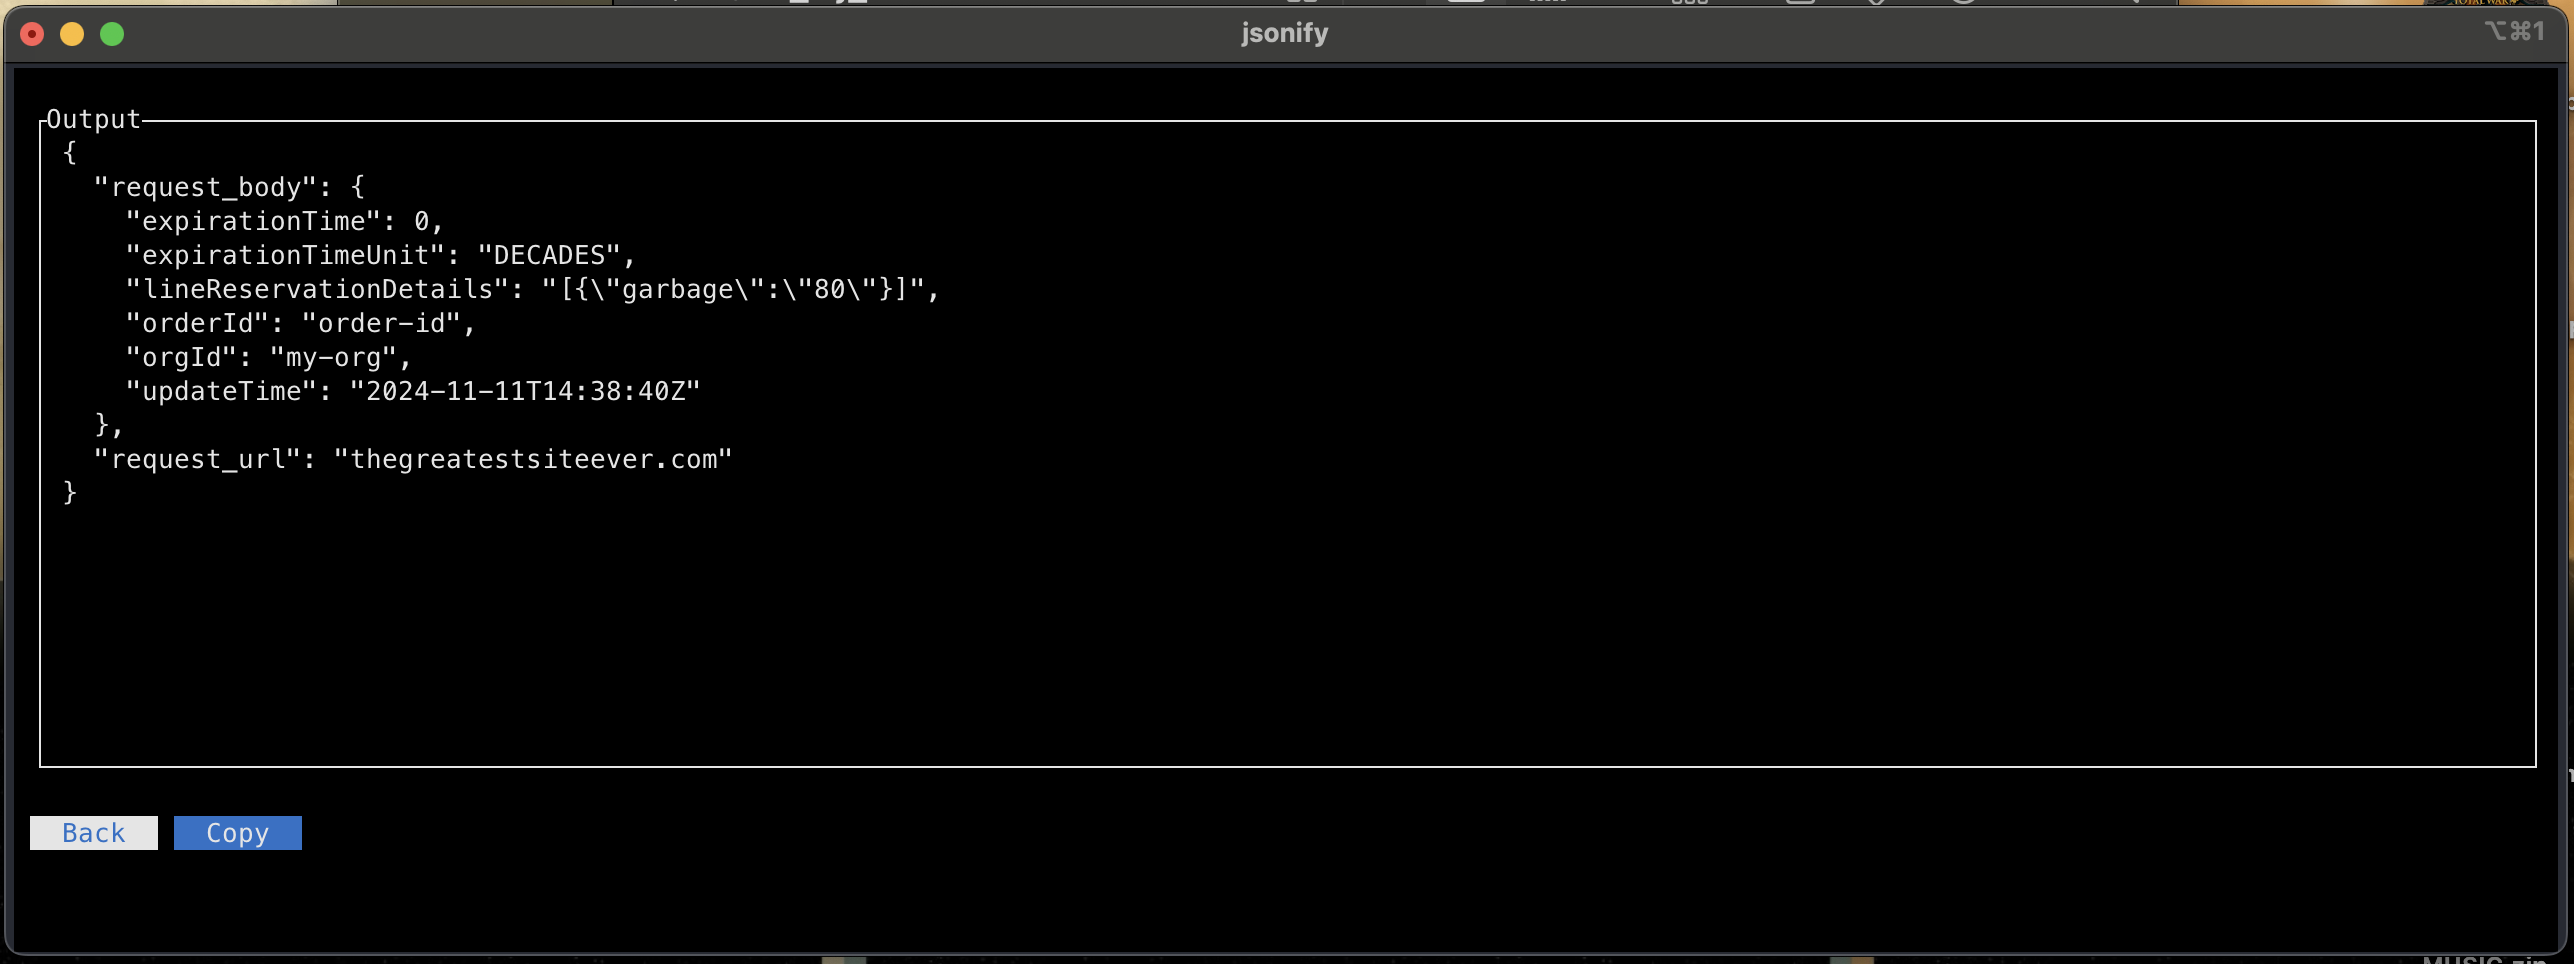 jsonify
⌥⌘1
Output
{
  "request_body": {
    "expirationTime": 0,
    "expirationTimeUnit": "DECADES",
    "lineReservationDetails": "[{\"garbage\":\"80\"}]",
    "orderId": "order-id",
    "orgId": "my-org",
    "updateTime": "2024-11-11T14:38:40Z"
  },
  "request_url": "thegreatestsiteever.com"
}
Back Copy